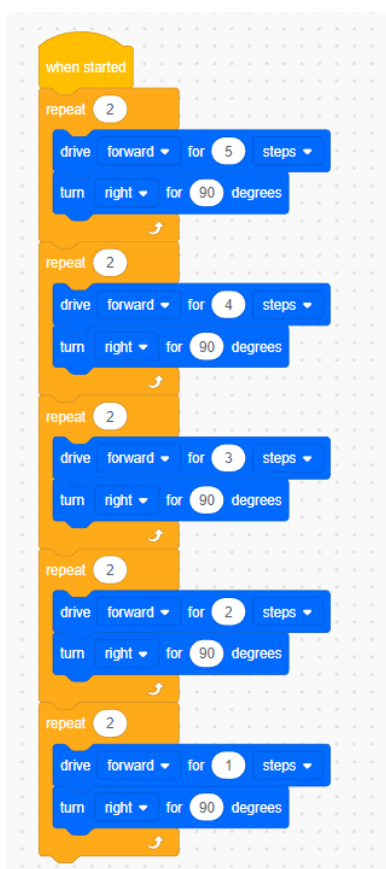 when started
repeat 2
drive forward for 5 steps
turn right for 90 degrees
repeat 2
drive forward for 4 steps
turn right for 90 degrees
repeat 2
drive forward for 3 steps
turn right for 90 degrees
repeat 2
drive forward for 2 steps
turn right for 90 degrees
repeat 2
drive forward for 1 steps
turn right for 90 degrees